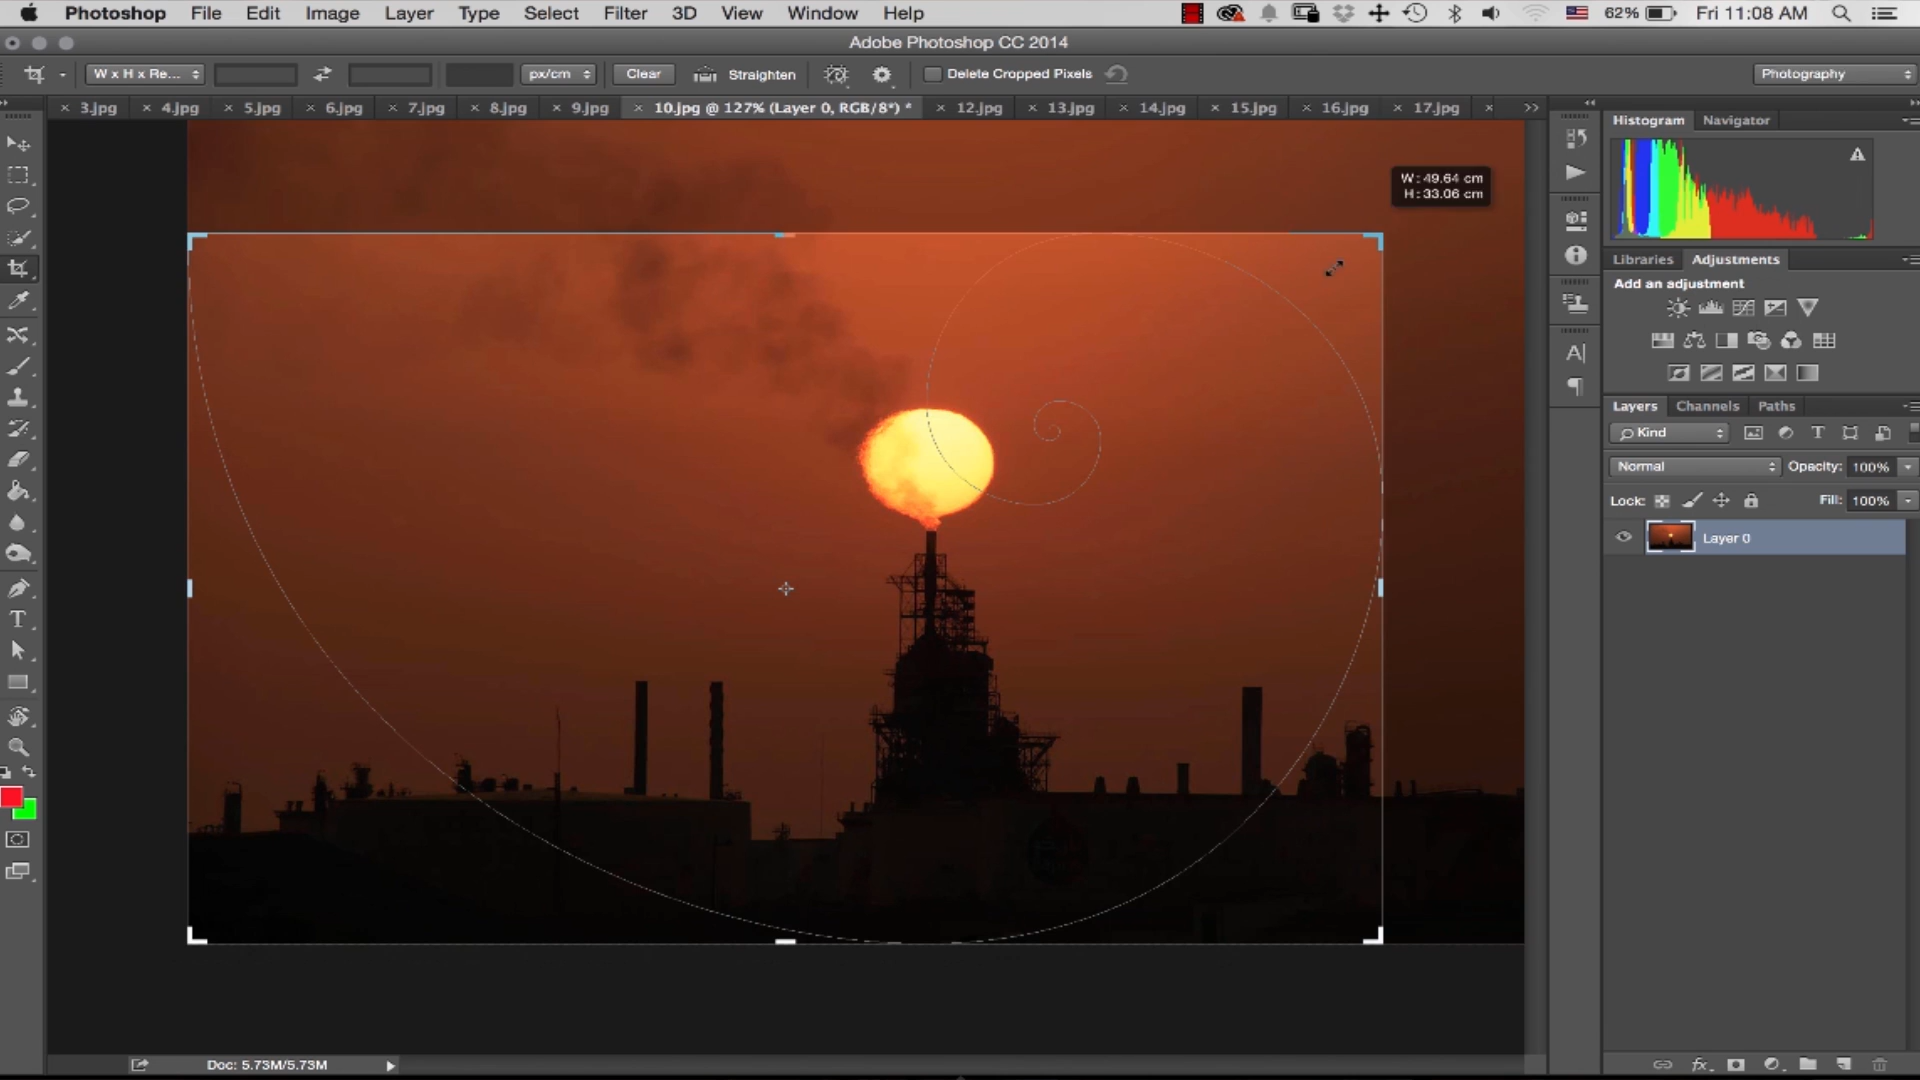 Photoshop File Edit Image Layer Type Select Filter 3D View Window Help 62% Fri 11:08 AM
Adobe Photoshop CC 2014
W x H x Re... px/cm Clear Straighten Delete Cropped Pixels Photography
3.jpg 4.jpg 5.jpg 6.jpg 7.jpg 8.jpg 9.jpg 10.jpg @ 127% (Layer 0, RGB/8*) * 12.jpg 13.jpg 14.jpg 15.jpg 16.jpg 17.jpg
Histogram Navigator
W: 49.64 cm
H: 33.06 cm
Libraries Adjustments
Add an adjustment
Layers Channels Paths
Kind
Normal Opacity: 100%
Lock: Fill: 100%
Layer 0
Doc: 5.73M/5.73M